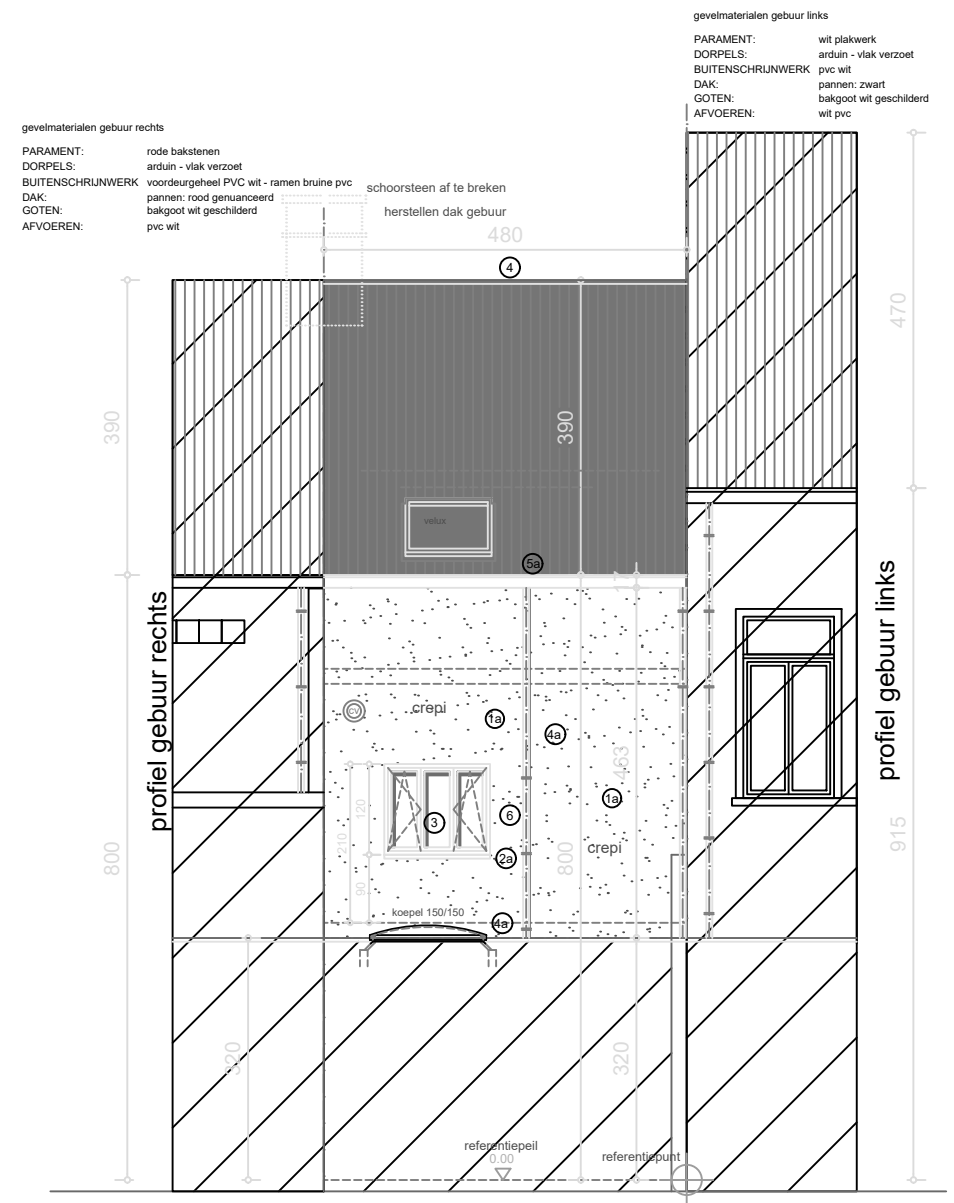 gevelmaterialen gebuur links
PARAMENT: wit plakwerk
DORPELS: arduin - vlak verzoet
BUITENSCHRIJNWERK pvc wit
DAK: pannen: zwart
GOTEN: bakgoot wit geschilderd
AFVOEREN: wit pvc
gevelmaterialen gebuur rechts
PARAMENT: rode bakstenen
DORPELS: arduin - vlak verzoet
BUITENSCHRIJNWERK voordeurgeheel PVC wit - ramen bruine pvc
DAK: pannen: rood genuanceerd
GOTEN: bakgoot wit geschilderd
AFVOEREN: pvc wit
schoorsteen af te breken
herstellen dak gebuur
480
4
470
390
390
velux
5a
17
profiel gebuur rechts
profiel gebuur links
cv
crepi
1a
4a
463
1a
120
210
3
6
crepi
2a
90
800
800
915
koepel 150/150
4a
320
320
referentiepeil
0.00
referentiepunt